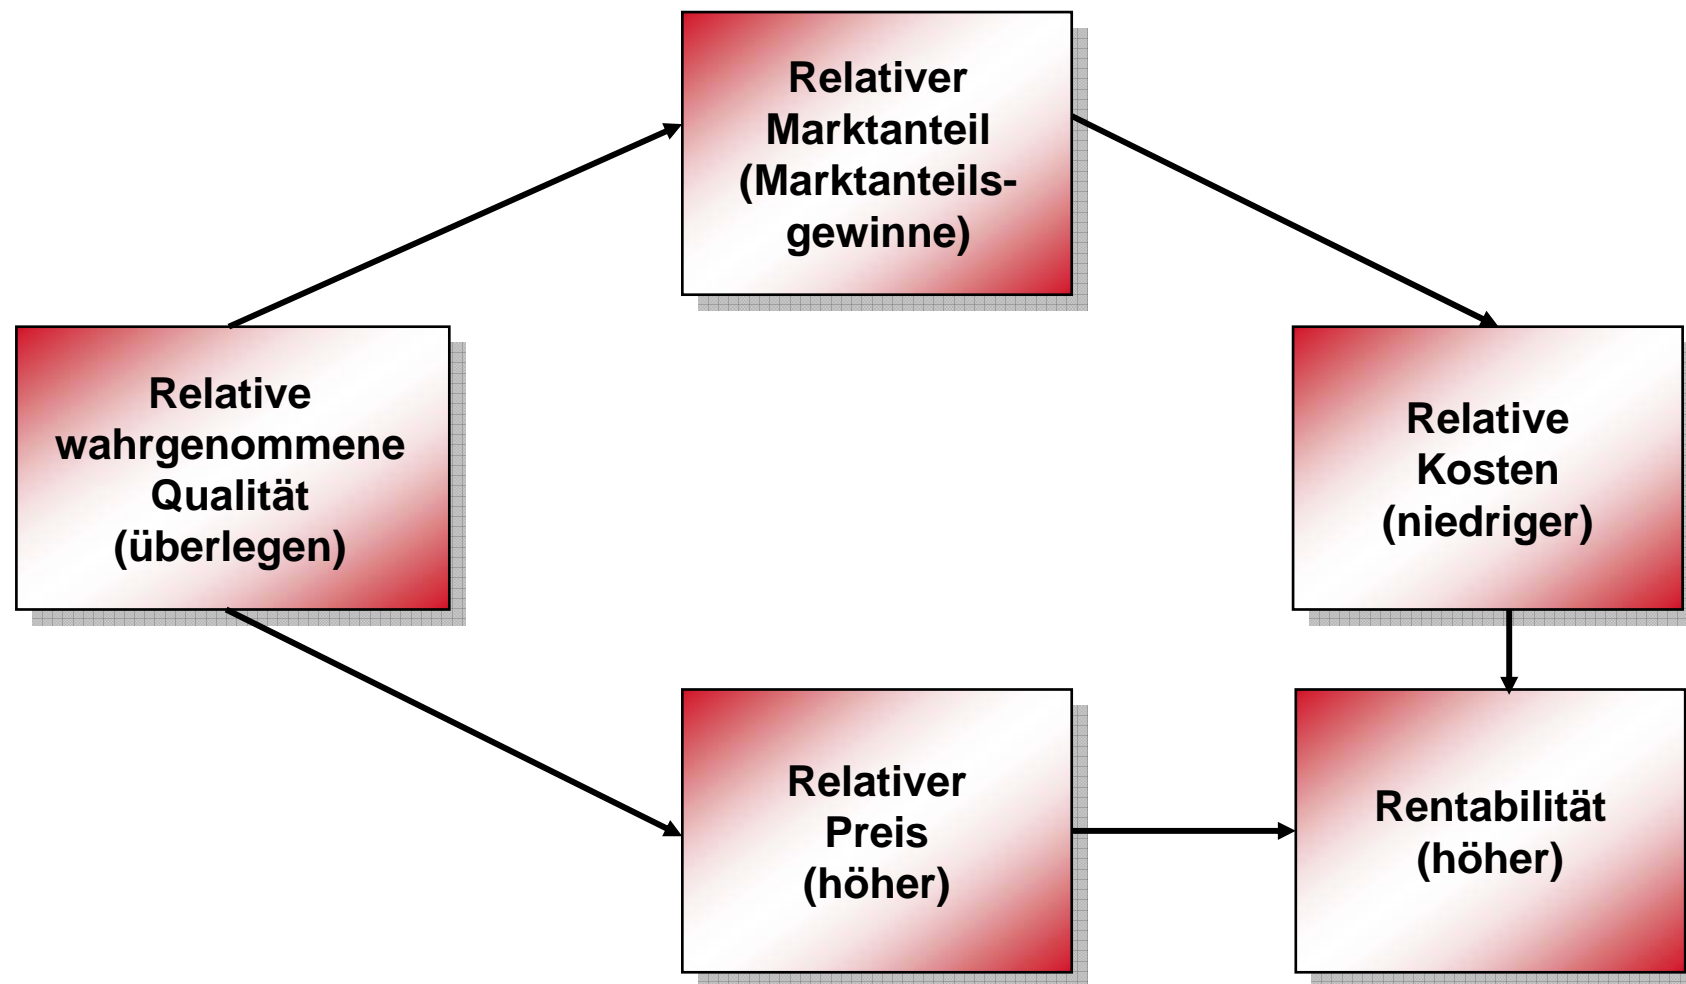 Relativer
Marktanteil
(Marktanteils-
gewinne)
Relative
wahrgenommene
Qualität
(überlegen)
Relative
Kosten
(niedriger)
Relativer
Preis
(höher)
Rentabilität
(höher)